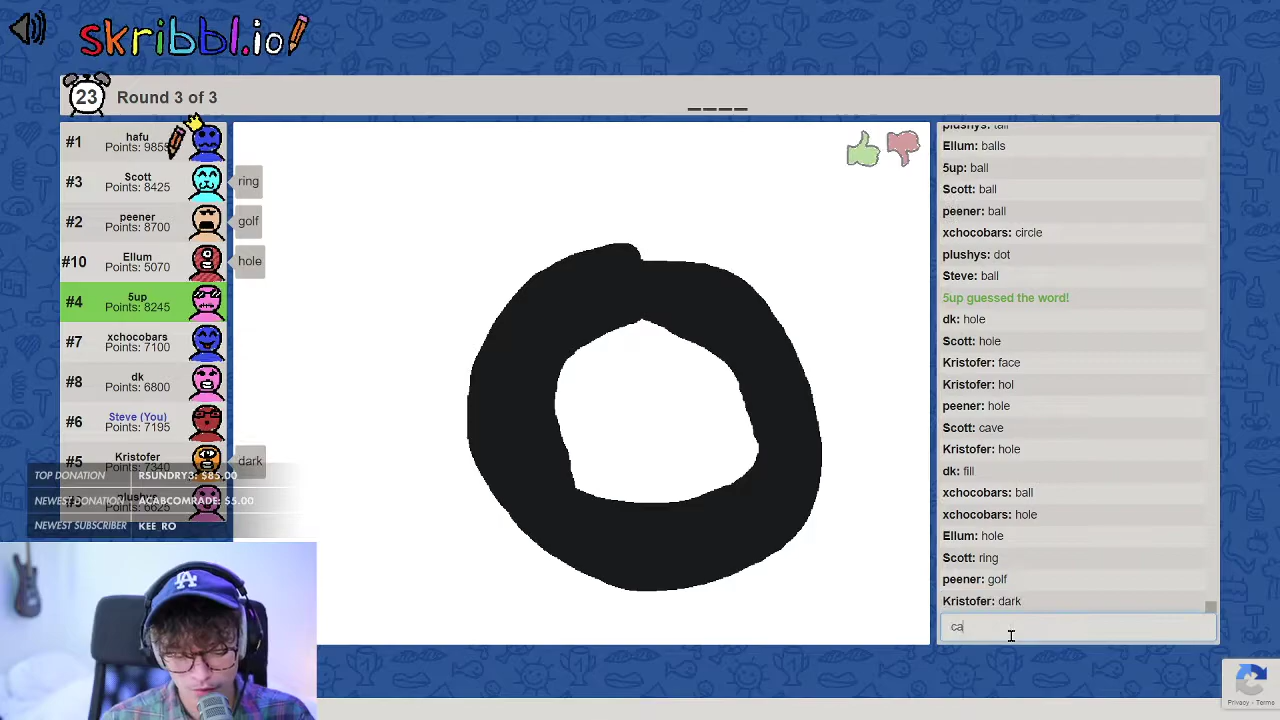 skribbl.io
23
Round 3 of 3
#1
hafu
Points: 9855
#3
Scott
Points: 8425
ring
#2
peener
Points: 8700
golf
#10
Ellum
Points: 5070
hole
#4
5up
Points: 8245
#7
xchocobars
Points: 7100
#8
dk
Points: 6800
#6
Steve (You)
Points: 7195
#5
Kristofer
Points: 7340
dark
TOP DONATION RSUNDRY3: $85.00
NEWEST DONATION ACABCOMRADE: $5.00
NEWEST SUBSCRIBER KEE RO
Ellum: balls
5up: ball
Scott: ball
peener: ball
xchocobars: circle
plushys: dot
Steve: ball
5up guessed the word!
dk: hole
Scott: hole
Kristofer: face
Kristofer: hol
peener: hole
Scott: cave
Kristofer: hole
dk: fill
xchocobars: ball
xchocobars: hole
Ellum: hole
Scott: ring
peener: golf
Kristofer: dark
ca
Privacy - Terms